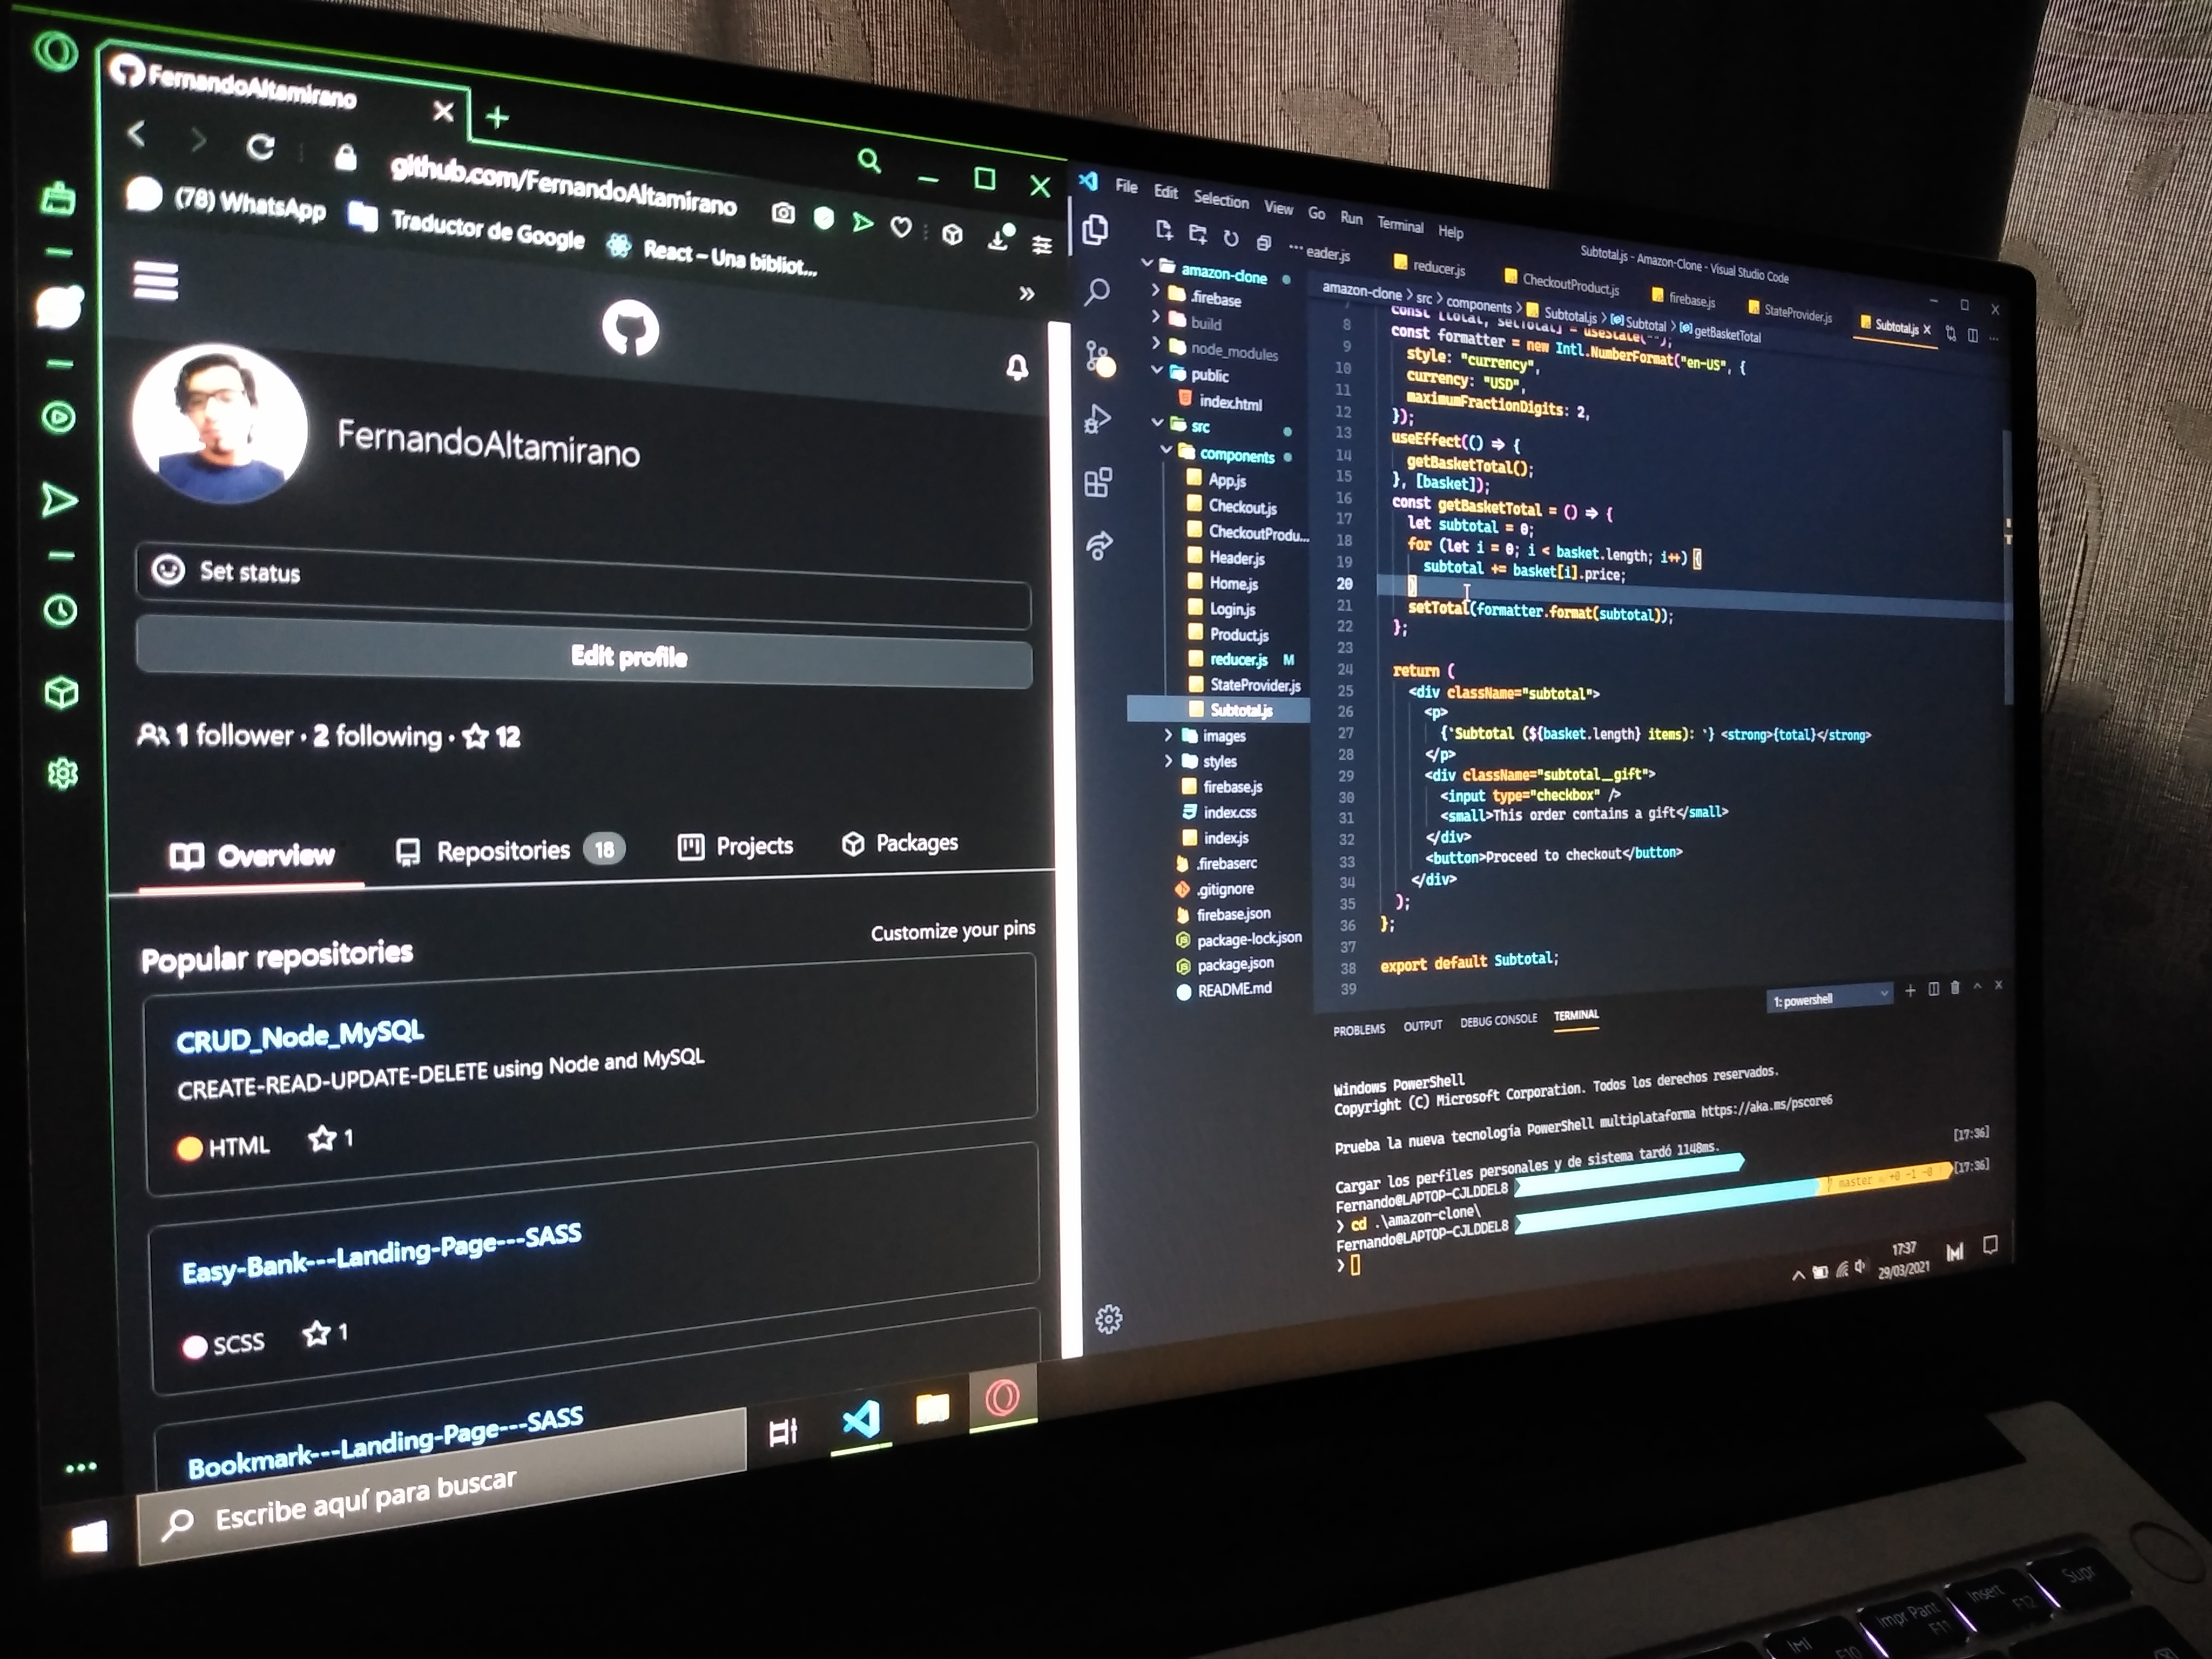 FernandoAltamirano
github.com/FernandoAltamirano
(78) WhatsApp
Traductor de Google
React – Una bibliot...
FernandoAltamirano
Set status
Edit profile
1 follower · 2 following · 12
Overview
Repositories 18
Projects
Packages
Popular repositories
Customize your pins
CRUD_Node_MySQL
CREATE-READ-UPDATE-DELETE using Node and MySQL
HTML 1
Easy-Bank---Landing-Page---SASS
SCSS 1
Bookmark---Landing-Page---SASS
Escribe aquí para buscar
File Edit Selection View Go Run Terminal Help
Subtotal.js - Amazon-Clone - Visual Studio Code
... eader.js
reducer.js
CheckoutProduct.js
firebase.js
StateProvider.js
Subtotal.js
amazon-clone > src > components > Subtotal.js > Subtotal > getBasketTotal
amazon-clone
.firebase
build
node_modules
public
index.html
src
components
App.js
Checkout.js
CheckoutProdu...
Header.js
Home.js
Login.js
Product.js
reducer.js M
StateProvider.js
Subtotal.js
images
styles
firebase.js
index.css
index.js
.firebaserc
.gitignore
firebase.json
package-lock.json
package.json
README.md
8 const [total, setTotal] = useState("");
9 const formatter = new Intl.NumberFormat("en-US", {
10 style: "currency",
11 currency: "USD",
12 maximumFractionDigits: 2,
13 });
14 useEffect(() => {
15 getBasketTotal();
16 }, [basket]);
17 const getBasketTotal = () => {
18 let subtotal = 0;
19 for (let i = 0; i < basket.length; i++) {
20 subtotal += basket[i].price;
21 }
22 setTotal(formatter.format(subtotal));
23 };
24 return (
25 <div className="subtotal">
26 <p>
27 {`Subtotal (${basket.length} items): `} <strong>{total}</strong>
28 </p>
29 <div className="subtotal__gift">
30 <input type="checkbox" />
31 <small>This order contains a gift</small>
32 </div>
33 <button>Proceed to checkout</button>
34 </div>
35 );
36 };
37
38 export default Subtotal;
39
PROBLEMS OUTPUT DEBUG CONSOLE TERMINAL
1: powershell
Windows PowerShell
Copyright (C) Microsoft Corporation. Todos los derechos reservados.
Prueba la nueva tecnología PowerShell multiplataforma https://aka.ms/pscore6
Cargar los perfiles personales y de sistema tardó 1148ms.
Fernando@LAPTOP-CJLDDEL8 [17:36]
> cd .\amazon-clone\
Fernando@LAPTOP-CJLDDEL8 master +0 ~1 -0 [17:36]
>
17:37
29/03/2021
Impr Pant
F11
Insert
F12
Supr
F10